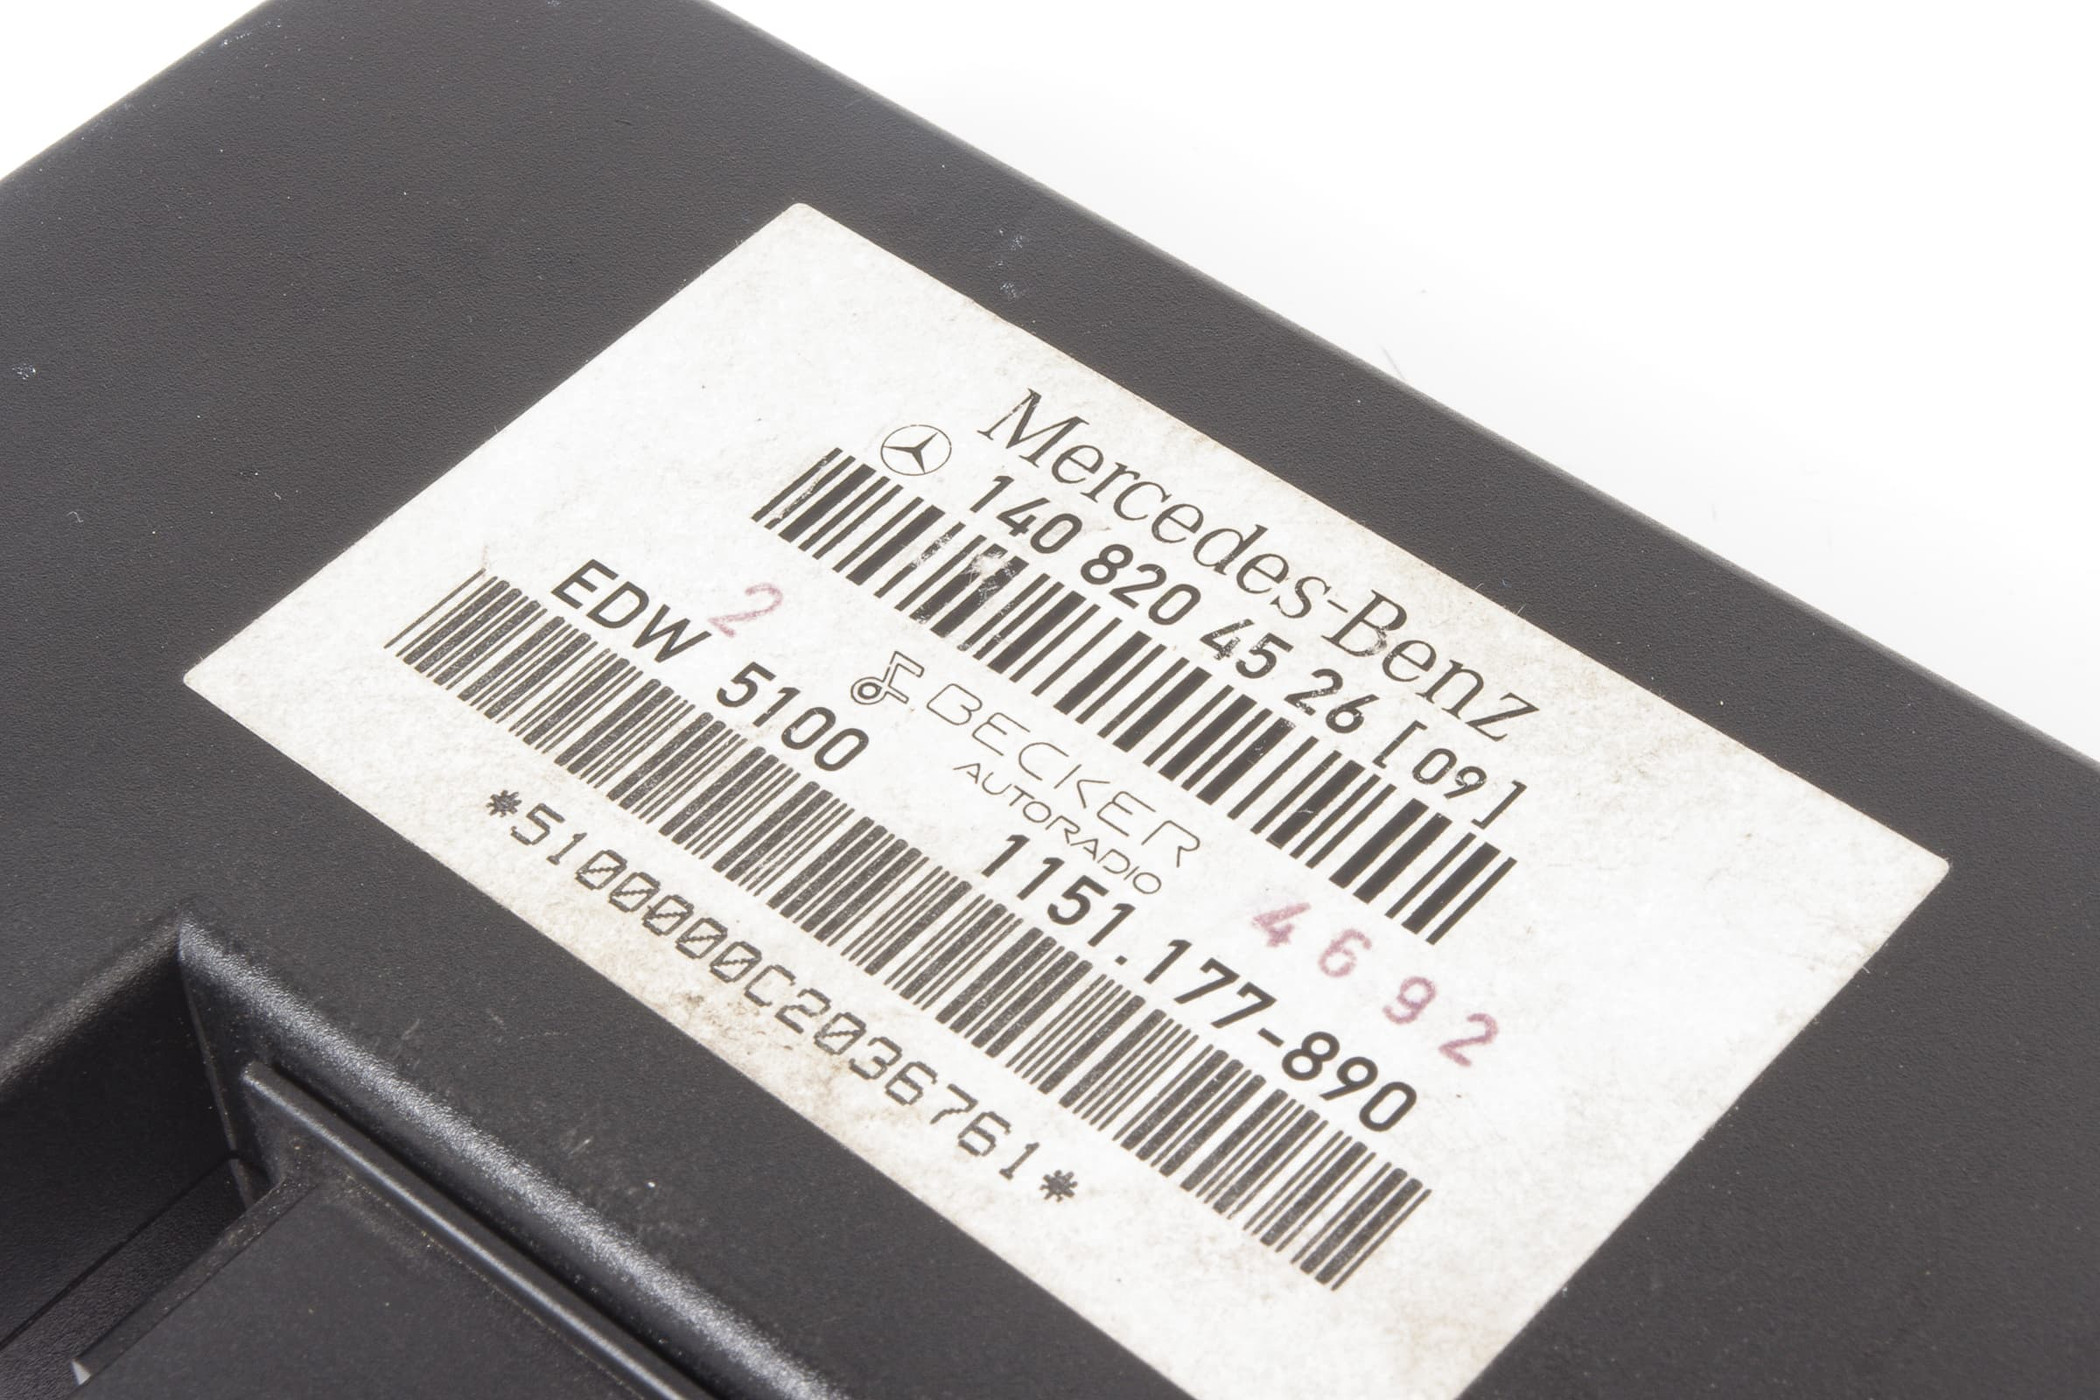 Mercedes-Benz
140 820 45 26 [09]
BECKER
AUTORADIO
2
4692
EDW 5100 1151.177-890
*5100000C2036761*